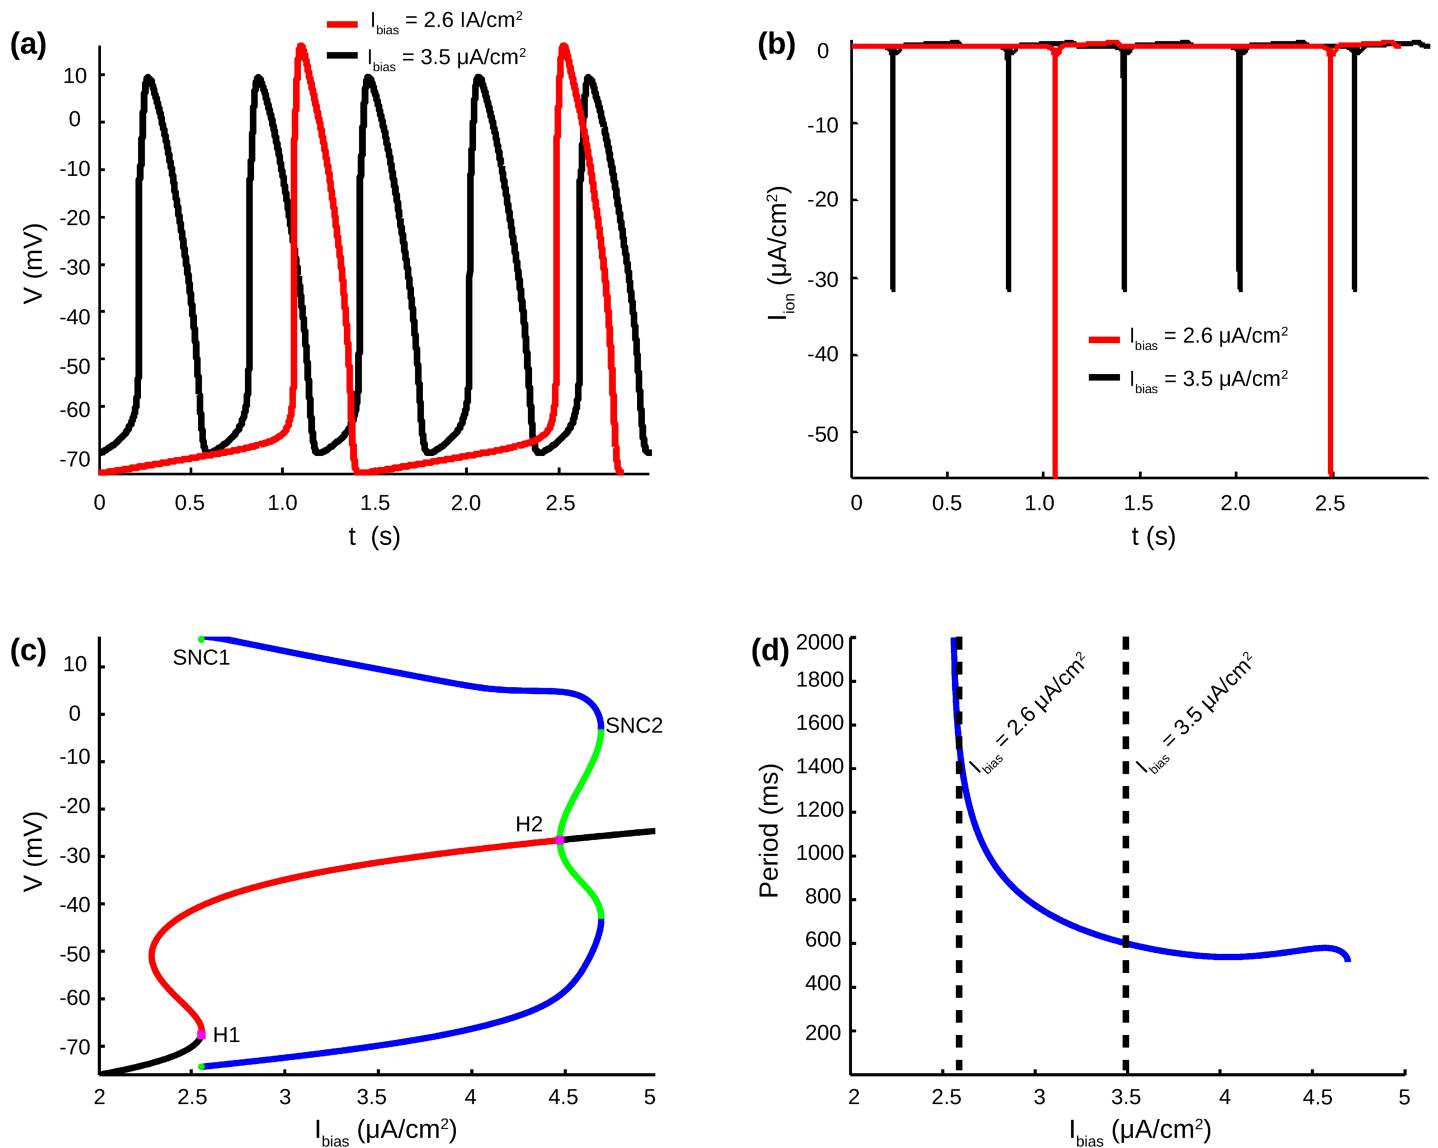 (a)
I_bias = 2.6 IA/cm²
I_bias = 3.5 µA/cm²
10
0
-10
-20
-30
-40
-50
-60
-70
V (mV)
0
0.5
1.0
1.5
2.0
2.5
t (s)
(b)
0
-10
-20
-30
-40
-50
I_ion (µA/cm²)
I_bias = 2.6 µA/cm²
I_bias = 3.5 µA/cm²
0
0.5
1.0
1.5
2.0
2.5
t (s)
(c)
10
0
-10
-20
-30
-40
-50
-60
-70
V (mV)
SNC1
SNC2
H2
H1
2
2.5
3
3.5
4
4.5
5
I_bias (µA/cm²)
(d)
2000
1800
1600
1400
1200
1000
800
600
400
200
Period (ms)
I_bias = 2.6 µA/cm²
I_bias = 3.5 µA/cm²
2
2.5
3
3.5
4
4.5
5
I_bias (µA/cm²)